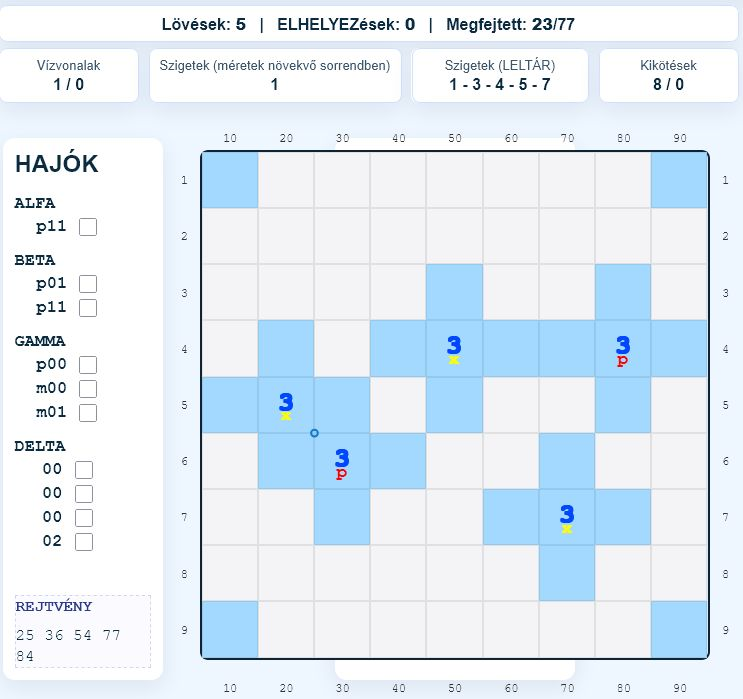 Lövések: 5 | ELHELYEZések: 0 | Megfejtett: 23/77
Vízvonalak
1 / 0
Szigetek (méretek növekvő sorrendben)
1
Szigetek (LELTÁR)
1 - 3 - 4 - 5 - 7
Kikötések
8 / 0
HAJÓK
ALFA
p11
BETA
p01
p11
GAMMA
p00
m00
m01
DELTA
00
00
00
02
REJTVÉNY
25 36 54 77
84
10 20 30 40 50 60 70 80 90
1 1
2 2
3 3
4 3 3 4
x p
5 3 5
x
6 3 6
p
7 3 7
x
8 8
9 9
10 20 30 40 50 60 70 80 90